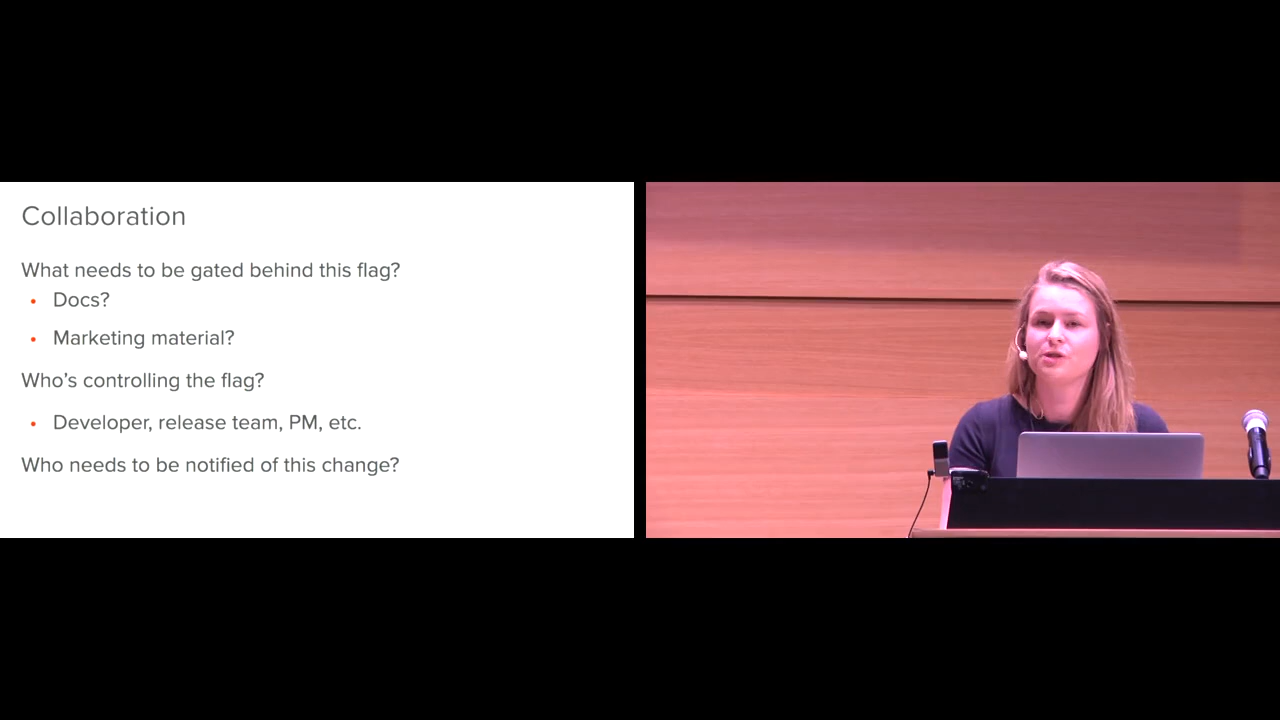 Collaboration
What needs to be gated behind this flag?
• Docs?
• Marketing material?
Who's controlling the flag?
• Developer, release team, PM, etc.
Who needs to be notified of this change?